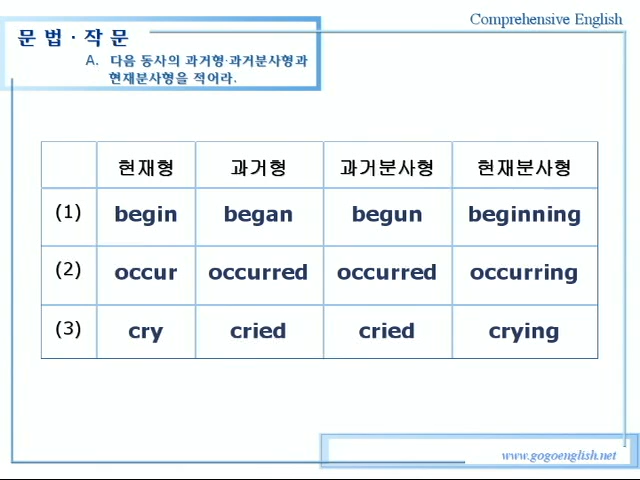 Comprehensive English
문 법 · 작 문
A. 다음 동사의 과거형·과거분사형과
현재분사형을 적어라.
현재형 과거형 과거분사형 현재분사형
(1) begin began begun beginning
(2) occur occurred occurred occurring
(3) cry cried cried crying
www.gogoenglish.net